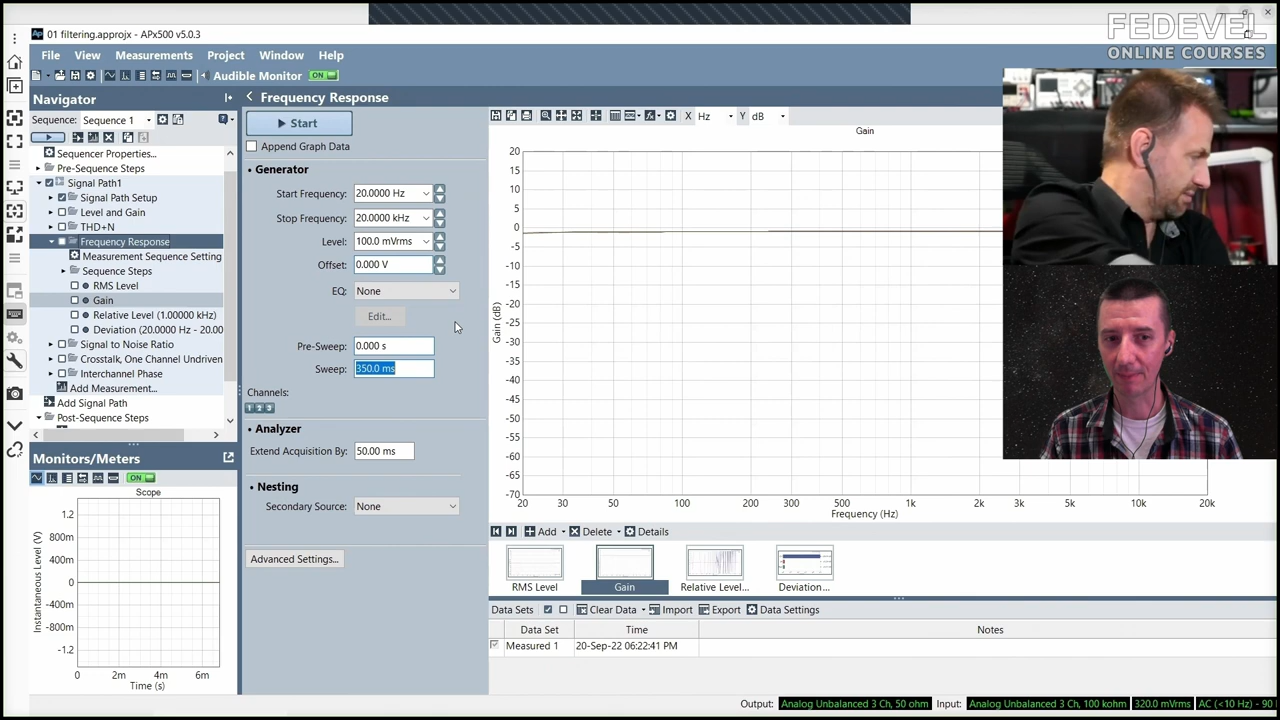 FEDEVEL
ONLINE COURSES
01 filtering.approjx - APx500 v5.0.3
File View Measurements Project Window Help
Audible Monitor ON
Navigator
Sequence: Sequence 1
Sequencer Properties...
Pre-Sequence Steps
Signal Path1
Signal Path Setup
Level and Gain
THD+N
Frequency Response
Measurement Sequence Setting
Sequence Steps
RMS Level
Gain
Relative Level (1.00000 kHz)
Deviation (20.0000 Hz - 20.00
Signal to Noise Ratio
Crosstalk, One Channel Undriven
Interchannel Phase
Add Measurement...
Add Signal Path
Post-Sequence Steps
Monitors/Meters
ON
Scope
Instantaneous Level (V)
1.2
800m
400m
0
-400m
-800m
-1.2
0 2m 4m 6m
Time (s)
Frequency Response
Start
Append Graph Data
Generator
Start Frequency: 20.0000 Hz
Stop Frequency: 20.0000 kHz
Level: 100.0 mVrms
Offset: 0.000 V
EQ: None
Edit...
Pre-Sweep: 0.000 s
Sweep: 350.0 ms
Channels:
1 2 3
Analyzer
Extend Acquisition By: 50.00 ms
Nesting
Secondary Source: None
Advanced Settings...
X Hz Y dB
Gain
Gain (dB)
20
15
10
5
0
-5
-10
-15
-20
-25
-30
-35
-40
-45
-50
-55
-60
-65
-70
20 30 100 200 300 500 1k 2k 3k 5k 10k 20k
Frequency (Hz)
Add Delete Details
RMS Level Gain Relative Level... Deviation...
Data Sets Clear Data Import Export Data Settings
Data Set Time Notes
Measured 1 20-Sep-22 06:22:41 PM
Output: Analog Unbalanced 3 Ch, 50 ohm Input: Analog Unbalanced 3 Ch, 100 kohm 320.0 mVrms AC (<10 Hz) - 90